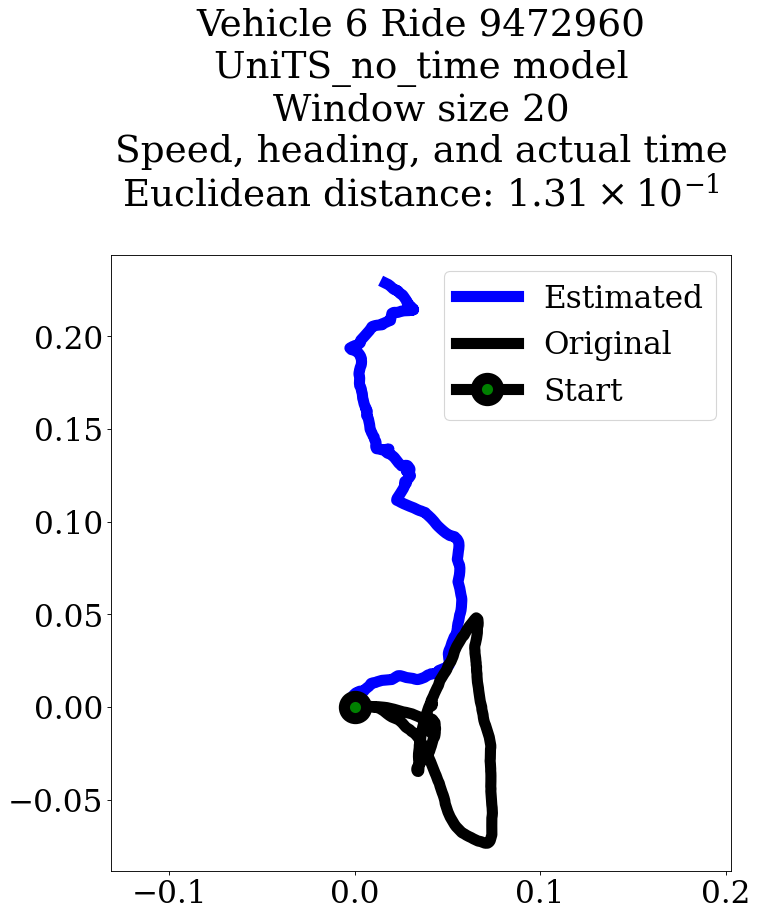 Vehicle 6 Ride 9472960
UniTS_no_time model
Window size 20
Speed, heading, and actual time
Euclidean distance: 1.31 × 10⁻¹
Estimated
Original
Start
0.20
0.15
0.10
0.05
0.00
−0.05
−0.1
0.0
0.1
0.2